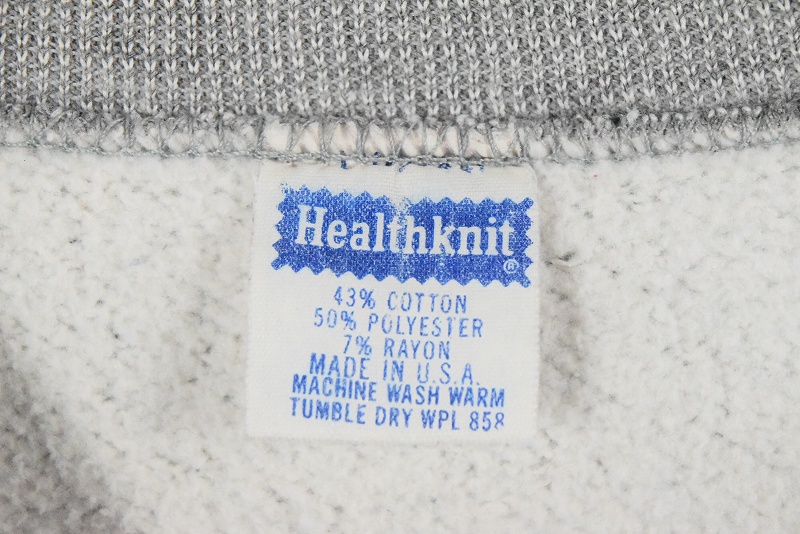 Healthknit®
43% COTTON
50% POLYESTER
7% RAYON
MADE IN U.S.A.
MACHINE WASH WARM
TUMBLE DRY WPL 858